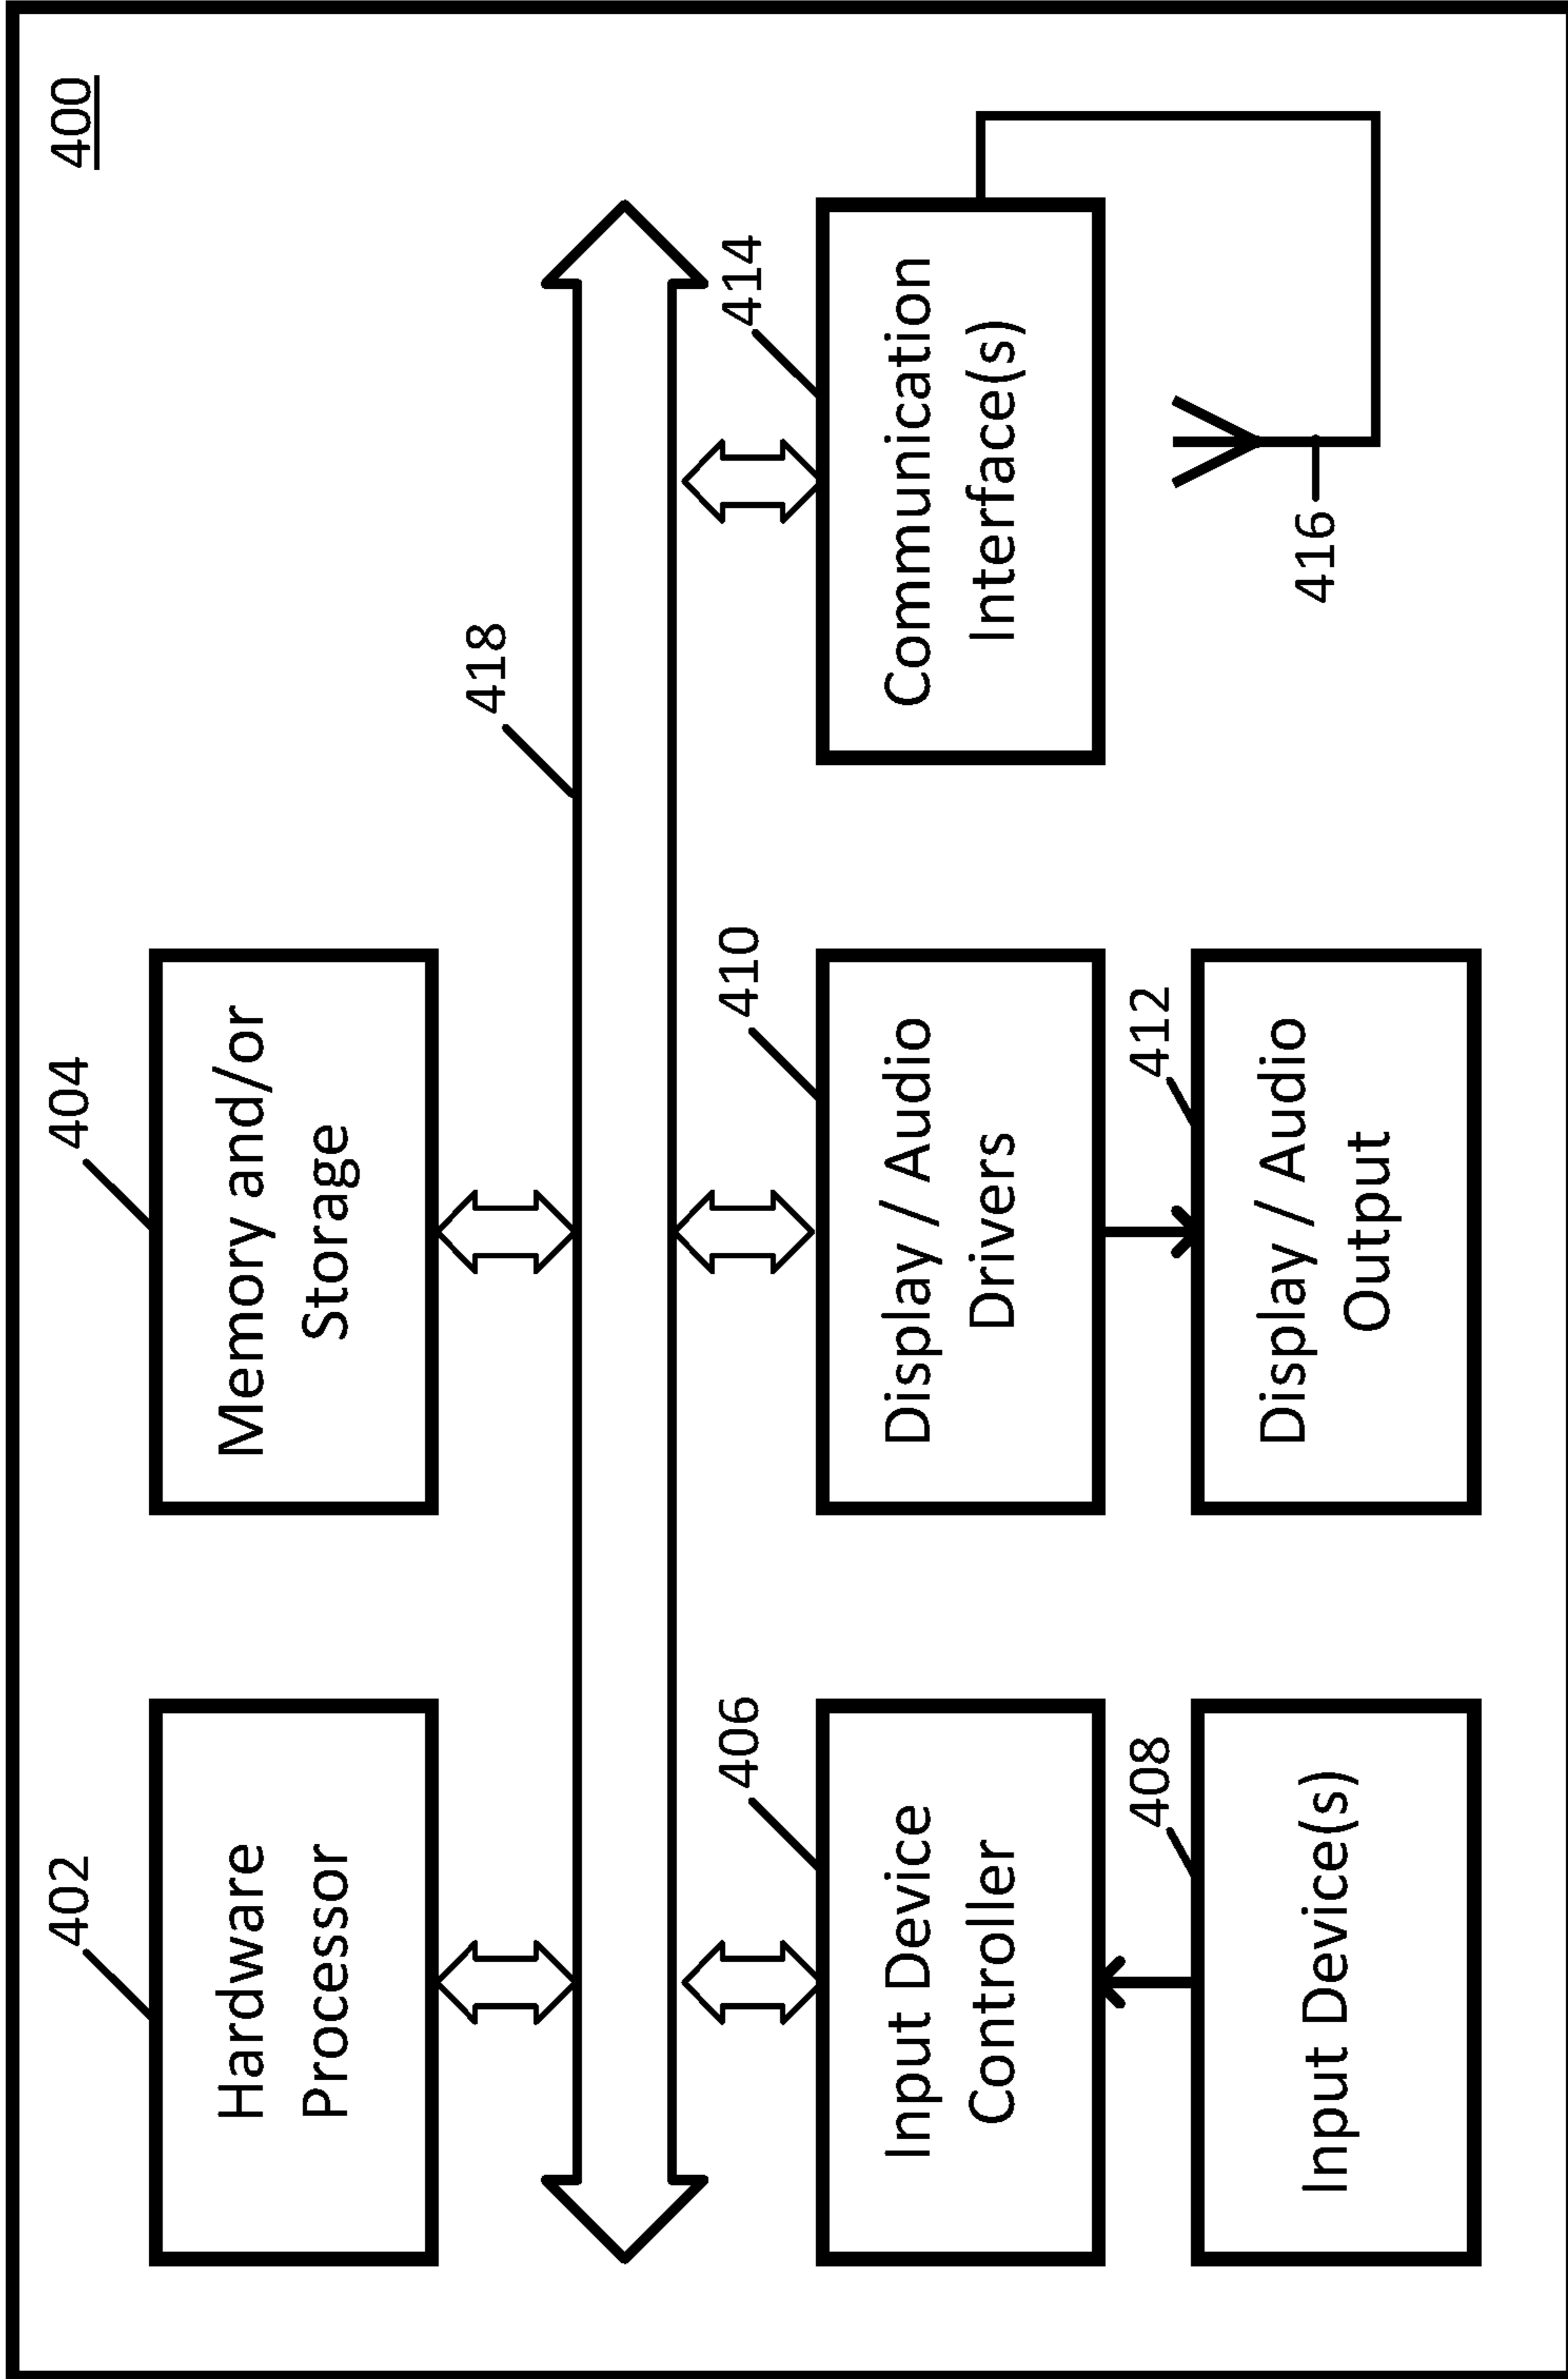 400
402
Hardware
Processor
404
Memory and/or
Storage
418
406
Input Device
Controller
410
Display / Audio
Drivers
414
Communication
Interface(s)
408
Input Device(s)
412
Display / Audio
Output
416